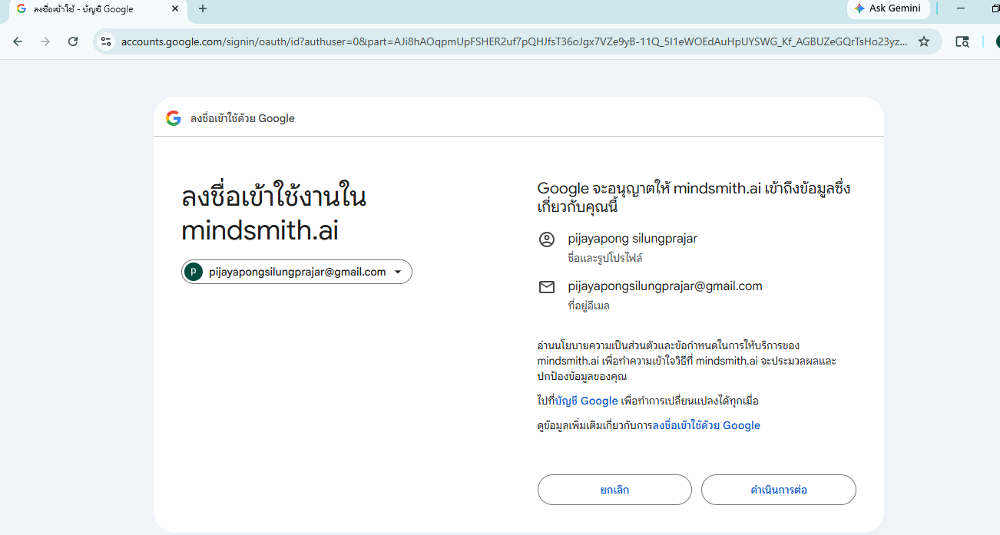 ลงชื่อเข้าใช้ - บัญชี Google
Ask Gemini
accounts.google.com/signin/oauth/id?authuser=0&part=AJi8hAOqpmUpFSHER2uf7pQHJfsT36oJgx7VZe9yB-11Q_5I1eWOEdAuHpUYSWG_Kf_AGBUZeGQrTsHo23yz...
ลงชื่อเข้าใช้ด้วย Google
ลงชื่อเข้าใช้งานใน
mindsmith.ai
p pijayapongsilungprajar@gmail.com
Google จะอนุญาตให้ mindsmith.ai เข้าถึงข้อมูลซึ่ง
เกี่ยวกับคุณนี้
pijayapong silungprajar
ชื่อและรูปโปรไฟล์
pijayapongsilungprajar@gmail.com
ที่อยู่อีเมล
อ่านนโยบายความเป็นส่วนตัวและข้อกำหนดในการให้บริการของ
mindsmith.ai เพื่อทำความเข้าใจวิธีที่ mindsmith.ai จะประมวลผลและ
ปกป้องข้อมูลของคุณ
ไปที่บัญชี Google เพื่อทำการเปลี่ยนแปลงได้ทุกเมื่อ
ดูข้อมูลเพิ่มเติมเกี่ยวกับการลงชื่อเข้าใช้ด้วย Google
ยกเลิก
ดำเนินการต่อ